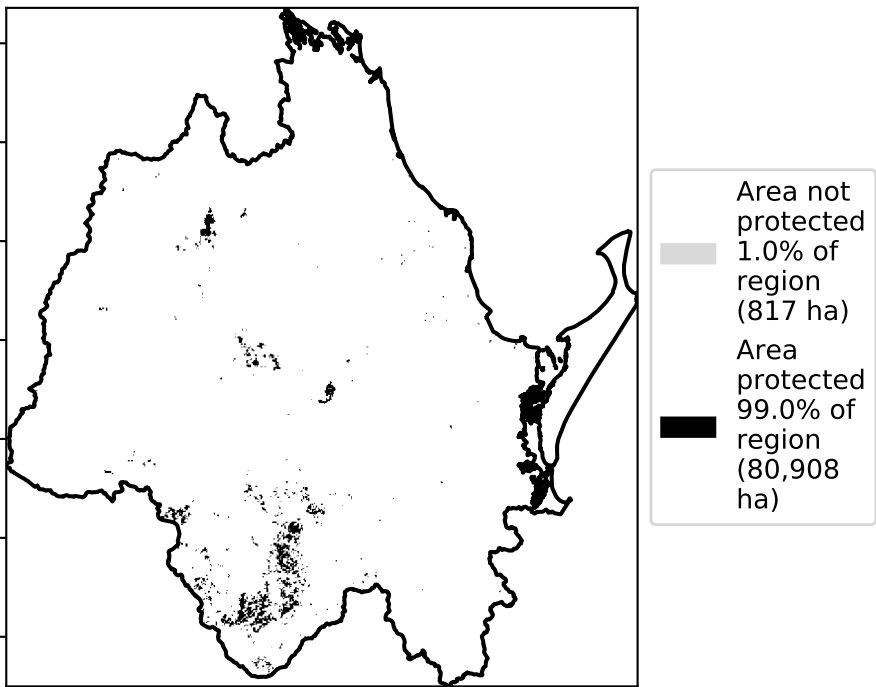 Area not
protected
1.0% of
region
(817 ha)
Area
protected
99.0% of
region
(80,908
ha)